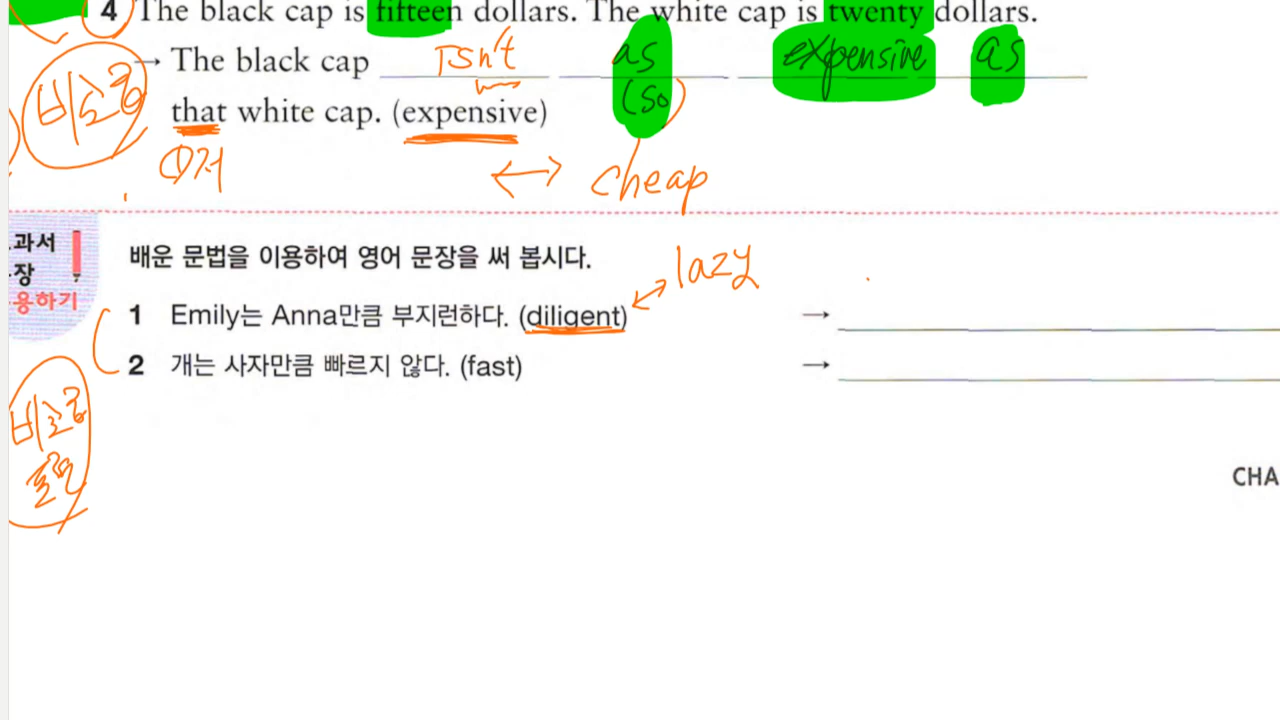 4 The black cap is fifteen dollars. The white cap is twenty dollars.
→ The black cap isn't as expensive as
(so)
that white cap. (expensive)
↔ cheap
과서
장
용하기
배운 문법을 이용하여 영어 문장을 써 봅시다.
↔ lazy
1 Emily는 Anna만큼 부지런하다. (diligent) →
2 개는 사자만큼 빠르지 않다. (fast) →
CHA